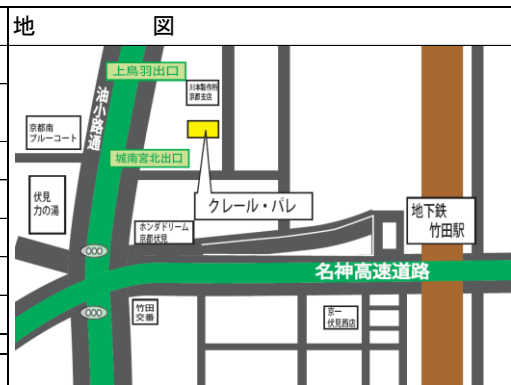 地図
上鳥羽出口
川本製作所
京都支店
油小路通
京都南
ブルーコート
城南宮北出口
伏見
力の湯
クレール・パレ
地下鉄
竹田駅
ホンダドリーム
京都伏見
名神高速道路
竹田
交番
京一
伏見西店